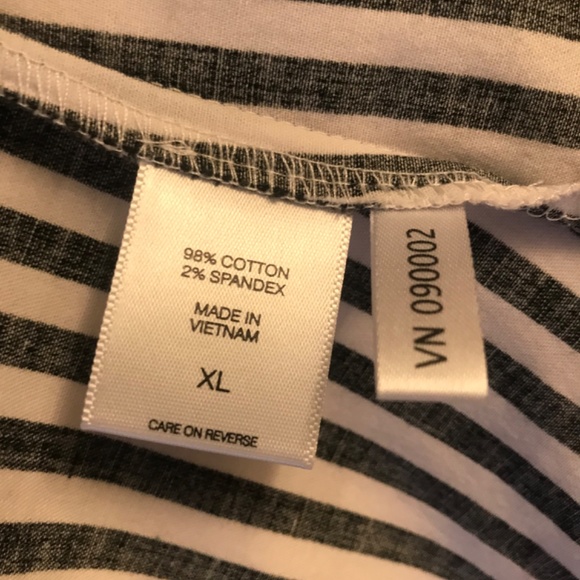 98% COTTON
2% SPANDEX
MADE IN
VIETNAM
XL
CARE ON REVERSE
VN 090002